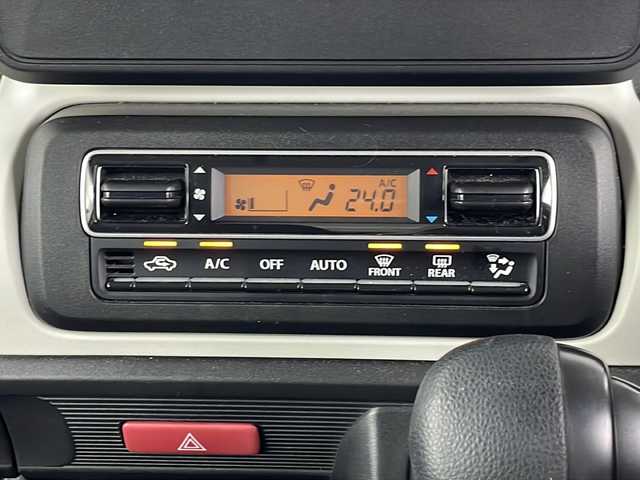 A/C
24.0
A/C OFF AUTO FRONT REAR